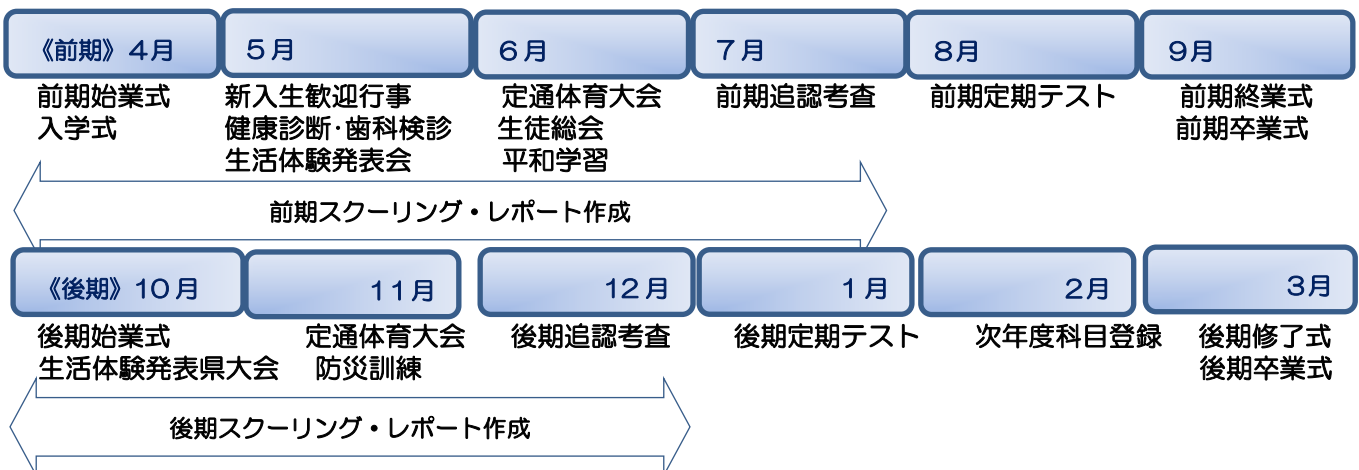 《前期》４月 ５月 ６月 ７月 ８月 ９月
前期始業式 新入生歓迎行事 定通体育大会 前期追認考査 前期定期テスト 前期終業式
入学式 健康診断・歯科検診 生徒総会 前期卒業式
生活体験発表会 平和学習
前期スクーリング・レポート作成
《後期》１０月 １１月 １２月 １月 ２月 ３月
後期始業式 定通体育大会 後期追認考査 後期定期テスト 次年度科目登録 後期修了式
生活体験発表県大会 防災訓練 後期卒業式
後期スクーリング・レポート作成